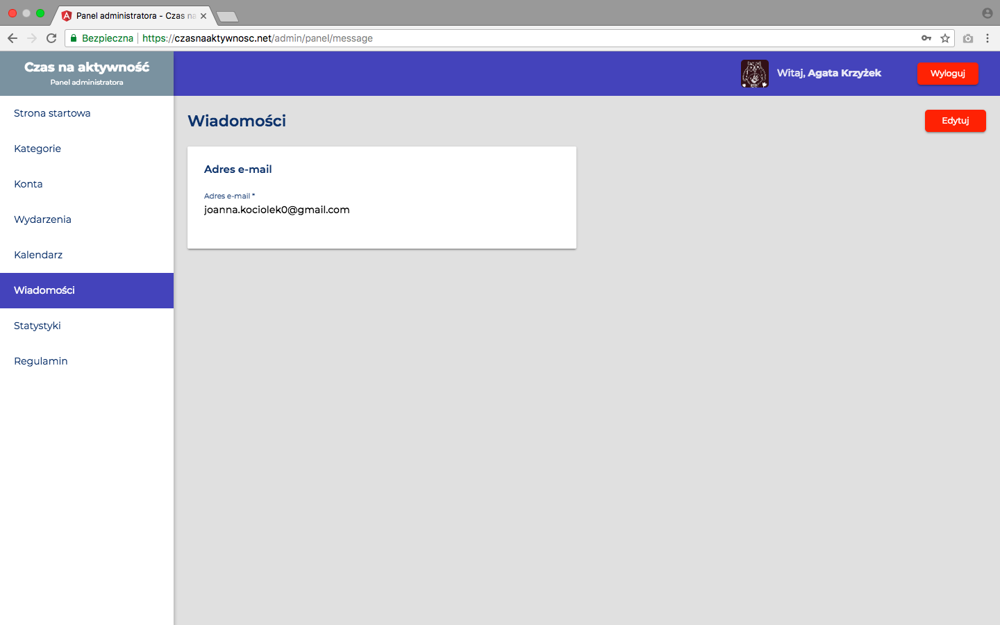 Panel administratora - Czas na
Bezpieczna https://czasnaaktywnosc.net/admin/panel/message
Czas na aktywność
Panel administratora
Witaj, Agata Krzyżek
Wyloguj
Strona startowa
Kategorie
Konta
Wydarzenia
Kalendarz
Wiadomości
Statystyki
Regulamin
Wiadomości
Edytuj
Adres e-mail
Adres e-mail *
joanna.kociolek0@gmail.com